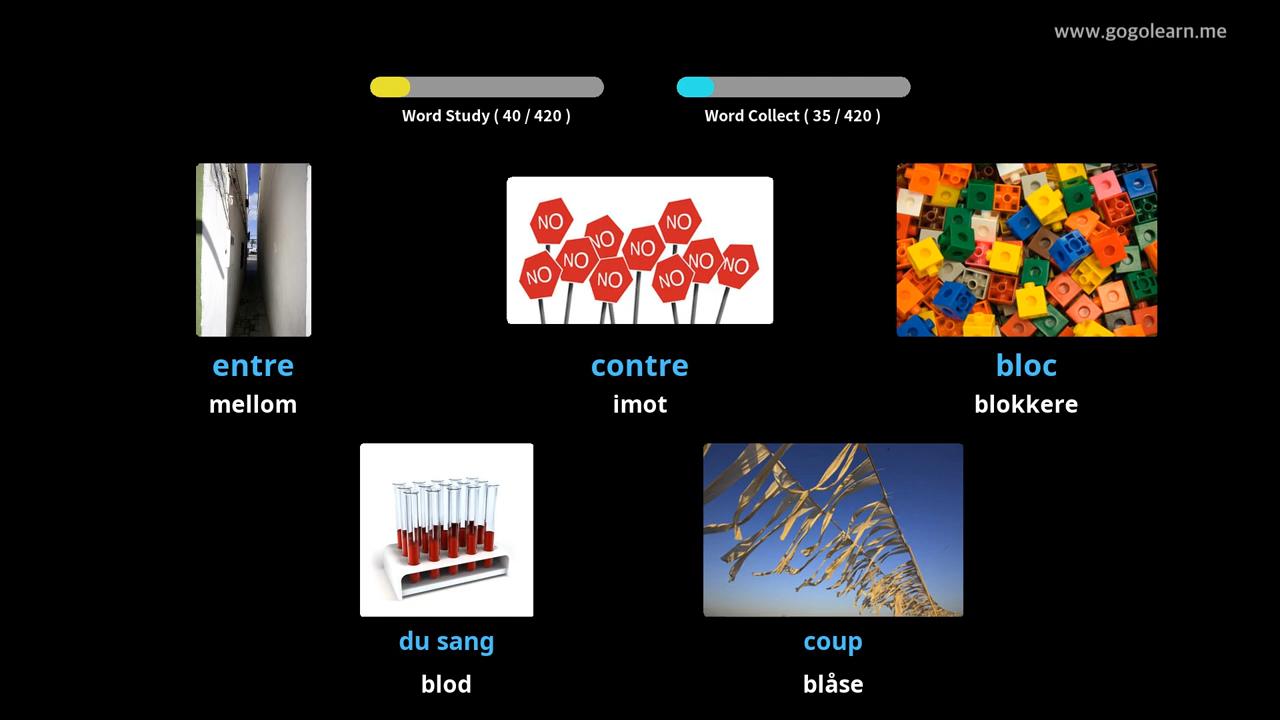 www.gogolearn.me
Word Study ( 40 / 420 )
Word Collect ( 35 / 420 )
NO
NO
NO
NO
NO
NO
NO
NO
NO
NO
entre
contre
bloc
mellom
imot
blokkere
du sang
coup
blod
blåse